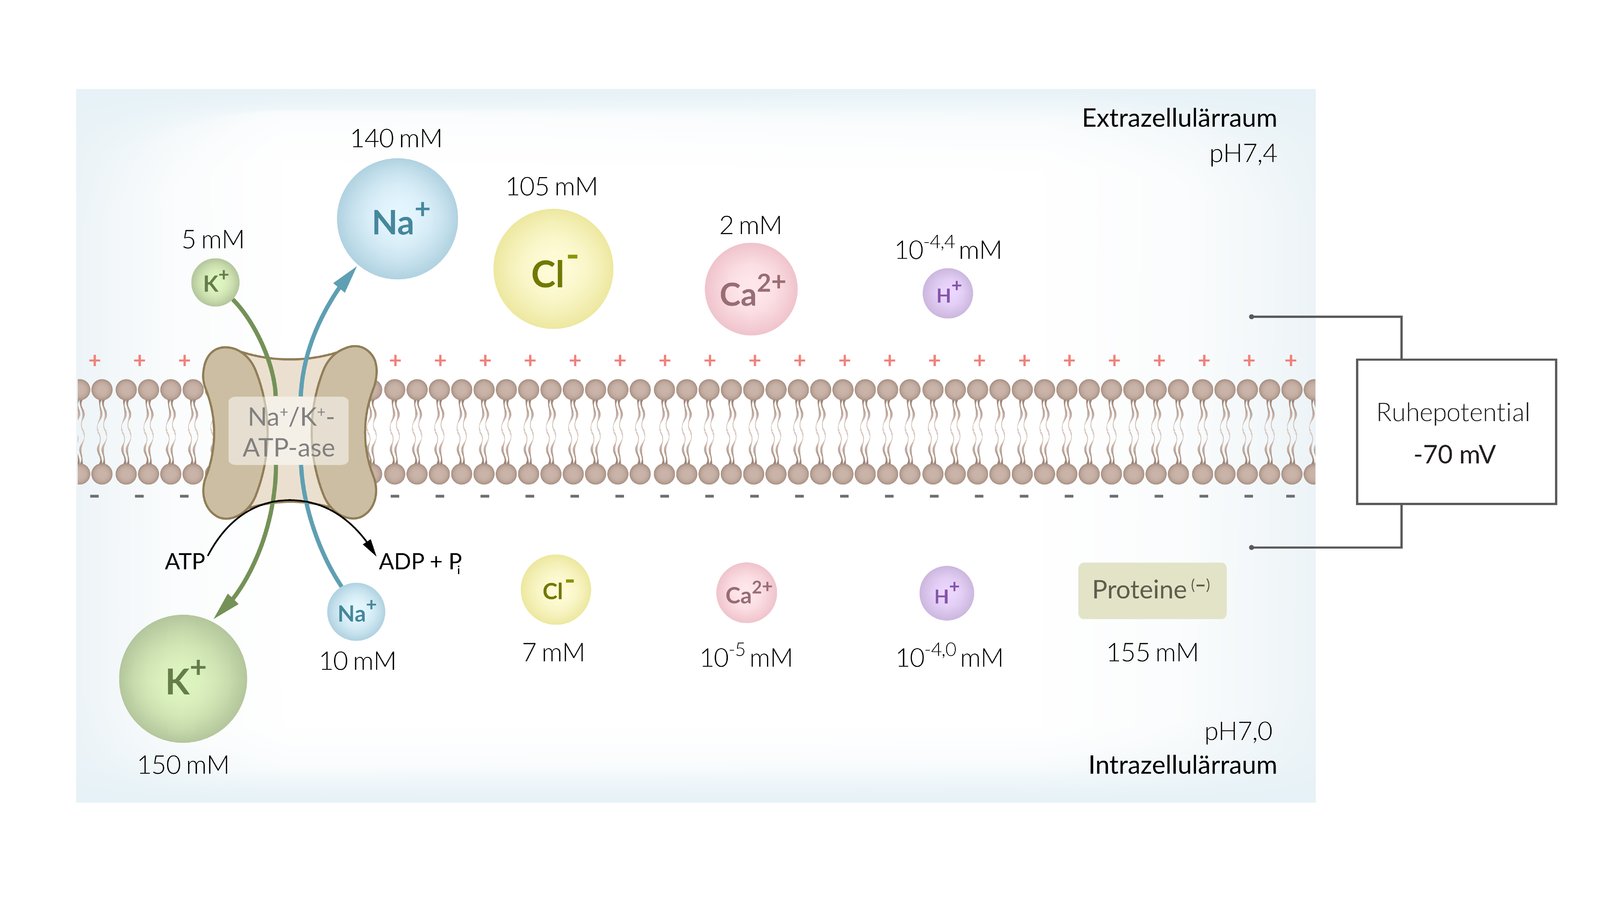 Extrazellulärraum
pH7,4
140 mM
Na⁺
105 mM
Cl⁻
2 mM
Ca²⁺
10⁻⁴,⁴ mM
H⁺
5 mM
K⁺
+ + + + + + + + + + + + + + + + + + + + + + + +
Na⁺/K⁺-
ATP-ase
Ruhepotential
-70 mV
- - - - - - - - - - - - - - - - - - - - - - - -
ATP
ADP + Pᵢ
Na⁺
10 mM
Cl⁻
7 mM
Ca²⁺
10⁻⁵ mM
H⁺
10⁻⁴,⁰ mM
Proteine⁽⁻⁾
155 mM
K⁺
150 mM
pH7,0
Intrazellulärraum